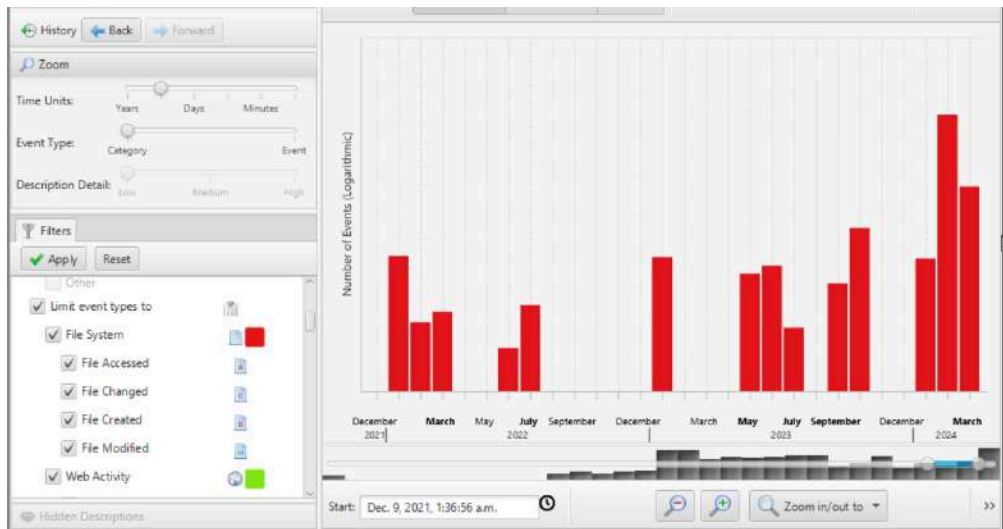 History Back Forward
Zoom
Time Units:
Years Days Minutes
Event Type:
Category Event
Description Detail:
Low Medium High
Filters
Apply Reset
Other
Limit event types to
File System
File Accessed
File Changed
File Created
File Modified
Web Activity
Hidden Descriptions
Number of Events (Logarithmic)
December March May July September December March May July September December March
2021 2022 2023 2024
Start: Dec. 9, 2021, 1:36:56 a.m. Zoom in/out to »